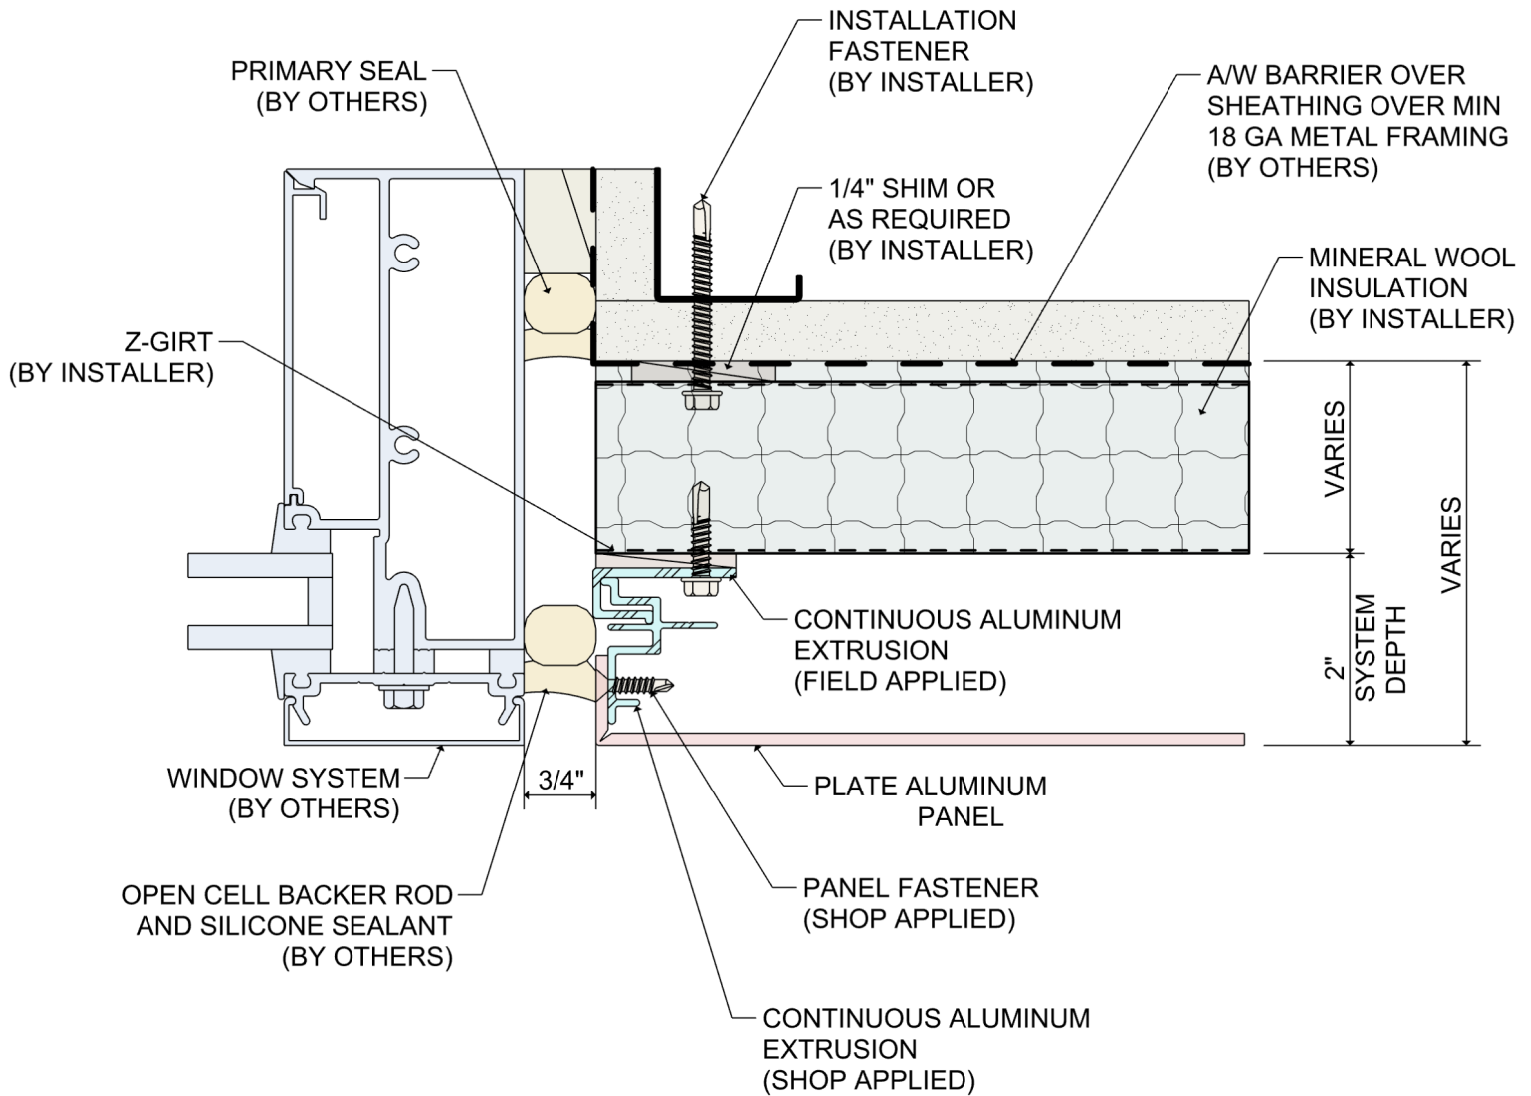 INSTALLATION
FASTENER
(BY INSTALLER)
PRIMARY SEAL
(BY OTHERS)
A/W BARRIER OVER
SHEATHING OVER MIN
18 GA METAL FRAMING
(BY OTHERS)
1/4" SHIM OR
AS REQUIRED
(BY INSTALLER)
MINERAL WOOL
INSULATION
(BY INSTALLER)
Z-GIRT
(BY INSTALLER)
VARIES
VARIES
2"
SYSTEM
DEPTH
CONTINUOUS ALUMINUM
EXTRUSION
(FIELD APPLIED)
WINDOW SYSTEM
(BY OTHERS)
3/4"
PLATE ALUMINUM
PANEL
OPEN CELL BACKER ROD
AND SILICONE SEALANT
(BY OTHERS)
PANEL FASTENER
(SHOP APPLIED)
CONTINUOUS ALUMINUM
EXTRUSION
(SHOP APPLIED)